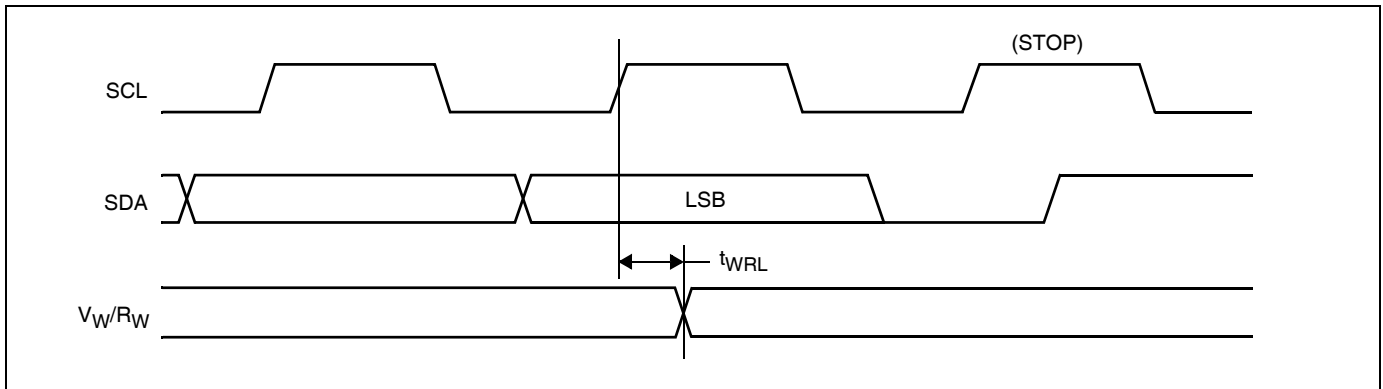 (STOP)
SCL
SDA
LSB
tWRL
VW/RW